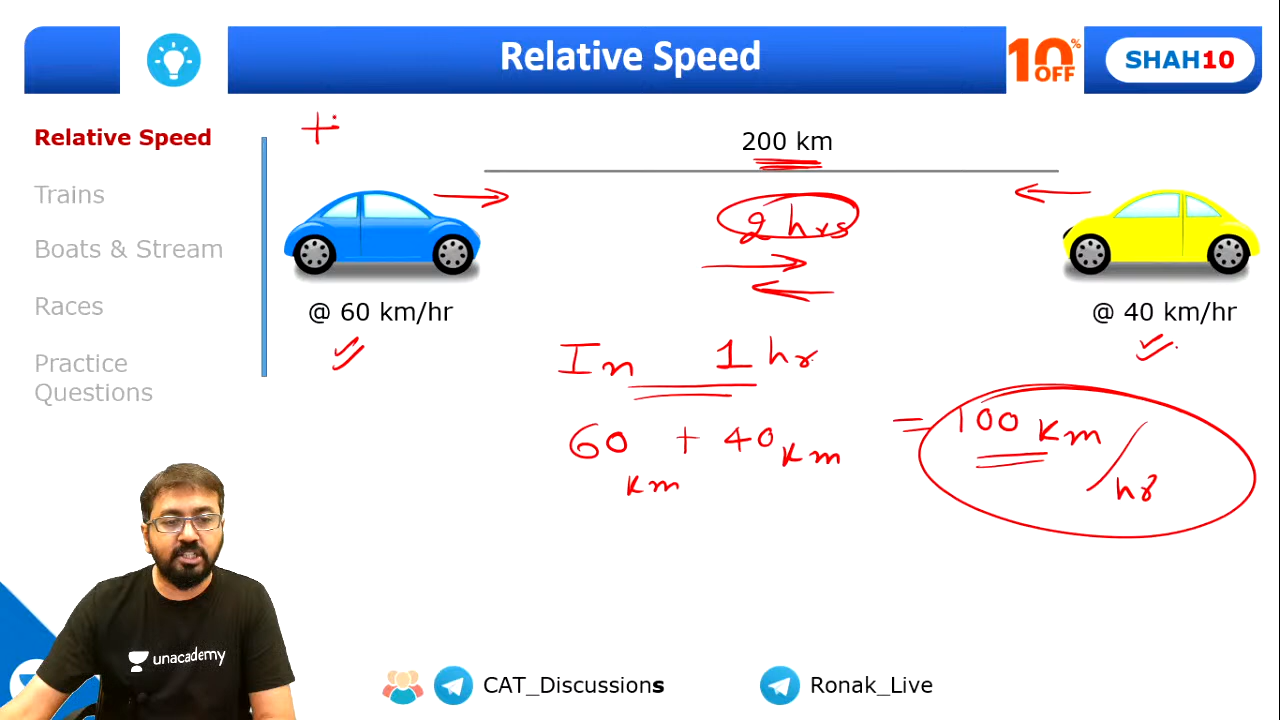 Relative Speed
10% OFF
SHAH10
Relative Speed
Trains
Boats & Stream
Races
Practice
Questions
+
200 km
2 hrs
@ 60 km/hr
@ 40 km/hr
In 1 hr
60 km + 40 km = 100 km/hr
unacademy
CAT_Discussions
Ronak_Live